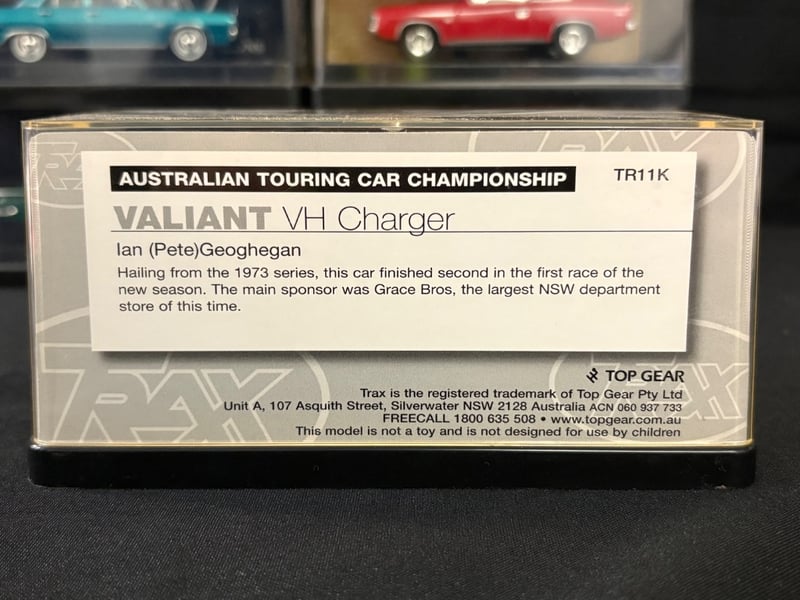 AUSTRALIAN TOURING CAR CHAMPIONSHIP TR11K
VALIANT VH Charger
Ian (Pete)Geoghegan
Hailing from the 1973 series, this car finished second in the first race of the
new season. The main sponsor was Grace Bros, the largest NSW department
store of this time.
TRAX
TRAX
TOP GEAR
Trax is the registered trademark of Top Gear Pty Ltd
Unit A, 107 Asquith Street, Silverwater NSW 2128 Australia ACN 060 937 733
FREECALL 1800 635 508 • www.topgear.com.au
This model is not a toy and is not designed for use by children